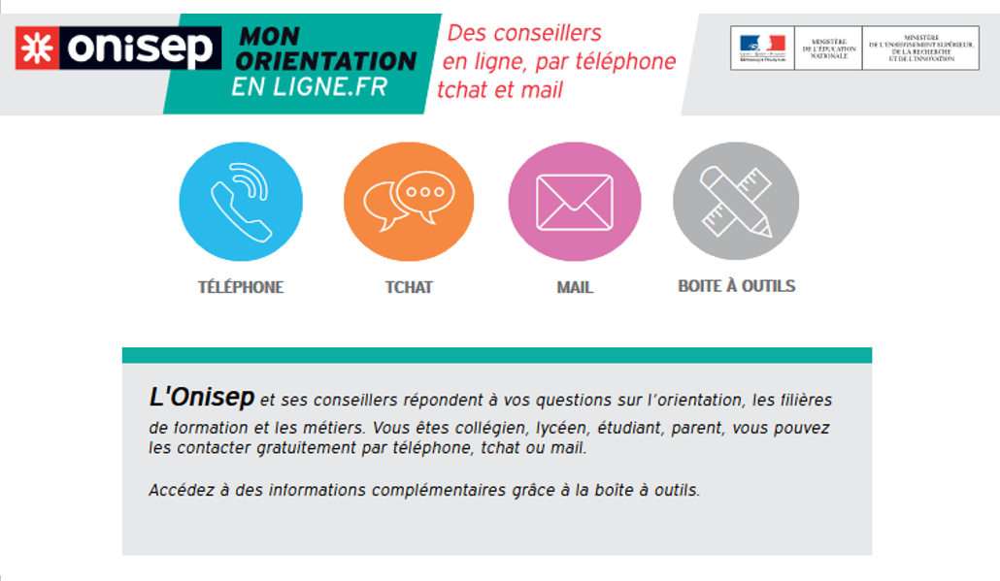 onisep
MON
ORIENTATION
EN LIGNE.FR
Des conseillers
en ligne, par téléphone
tchat et mail
MINISTÈRE
DE L'ÉDUCATION
NATIONALE
MINISTÈRE
DE L'ENSEIGNEMENT SUPÉRIEUR,
DE LA RECHERCHE
ET DE L'INNOVATION
TÉLÉPHONE
TCHAT
MAIL
BOITE À OUTILS
L'Onisep et ses conseillers répondent à vos questions sur l'orientation, les filières
de formation et les métiers. Vous êtes collégien, lycéen, étudiant, parent, vous pouvez
les contacter gratuitement par téléphone, tchat ou mail.
Accédez à des informations complémentaires grâce à la boîte à outils.